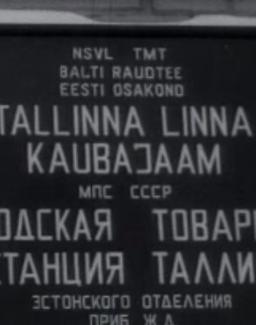 NSVL TMT
BALTI RAUDTEE
EESTI OSAKOND
TALLINNA LINNA
KAUBAJAAM
МПС СССР
ОДСКАЯ ТОВАР
СТАНЦИЯ ТАЛЛИ
ЭСТОНСКОГО ОТДЕЛЕНИЯ
ПРИБ. Ж.Д.